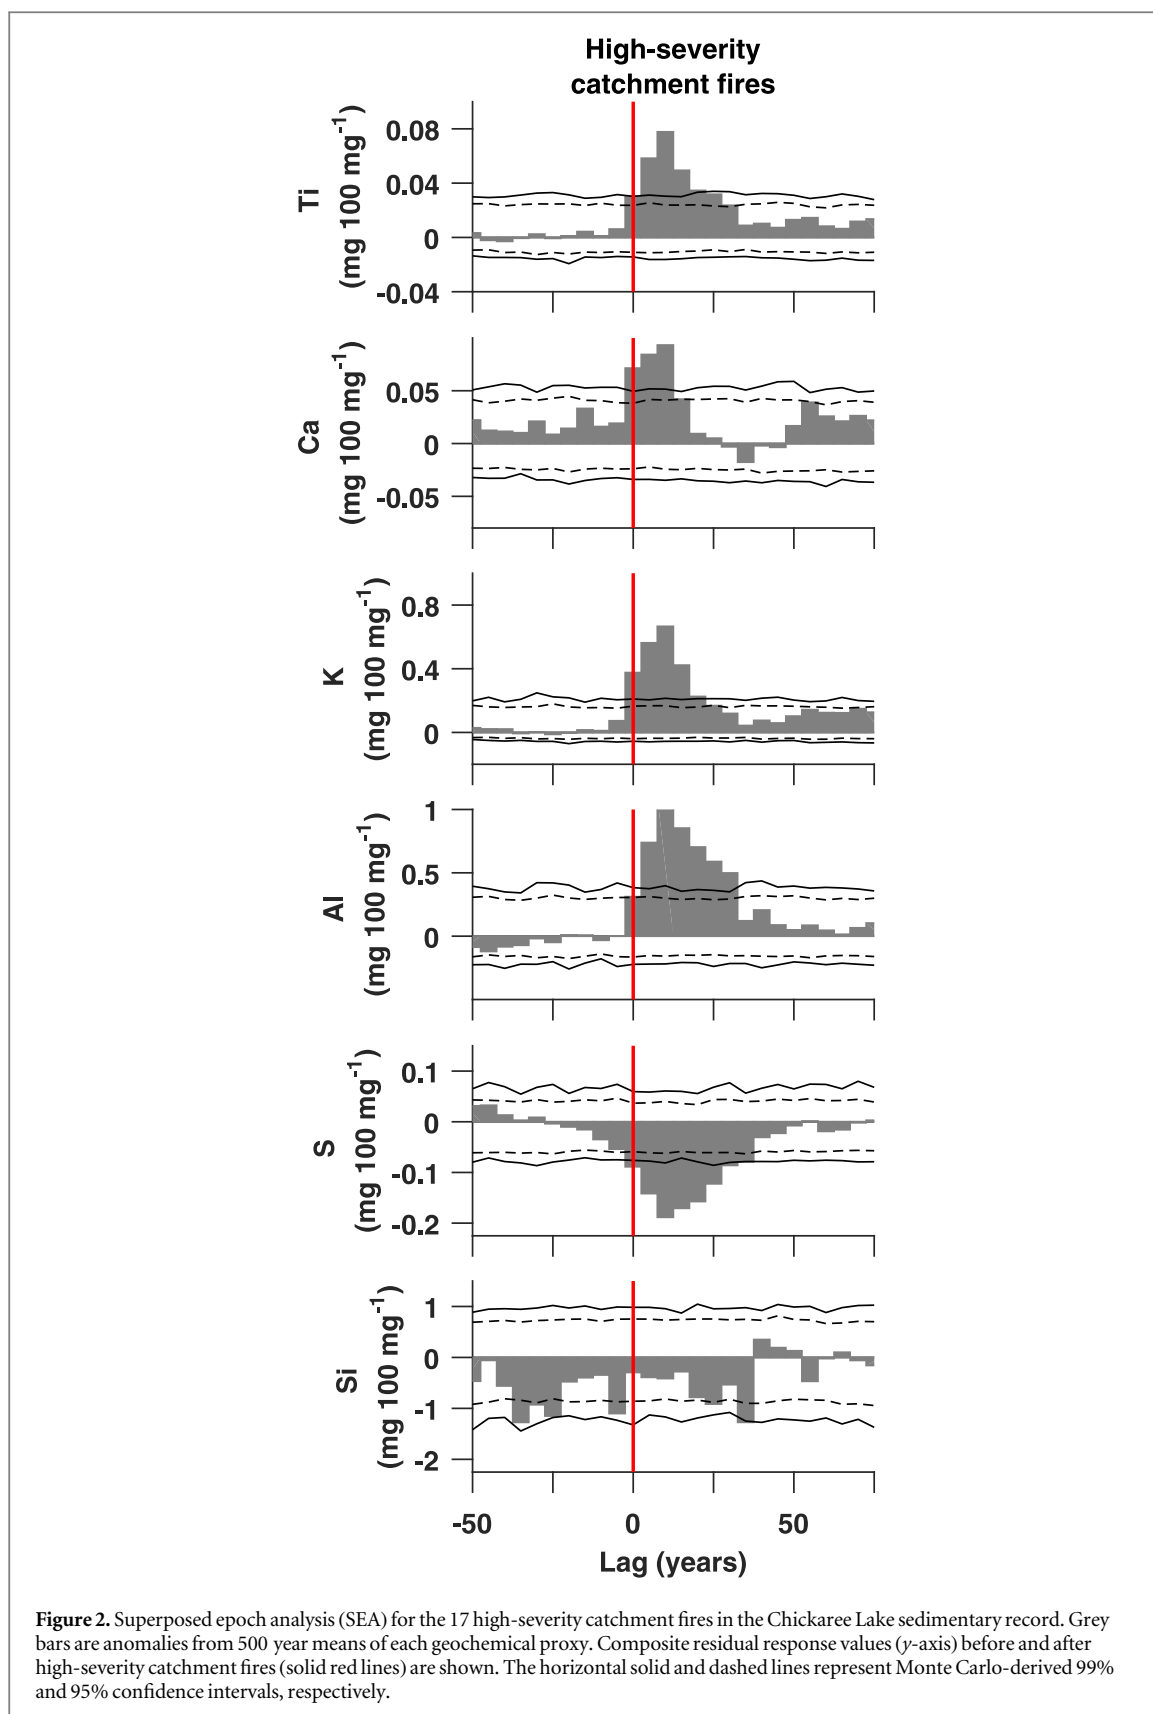 High-severity
catchment fires
Ti
(mg 100 mg-1)
0.08
0.04
0
-0.04
Ca
(mg 100 mg-1)
0.05
0
-0.05
K
(mg 100 mg-1)
0.8
0.4
0
Al
(mg 100 mg-1)
1
0.5
0
S
(mg 100 mg-1)
0.1
0
-0.1
-0.2
Si
(mg 100 mg-1)
1
0
-1
-2
-50 0 50
Lag (years)
Figure 2. Superposed epoch analysis (SEA) for the 17 high-severity catchment fires in the Chickaree Lake sedimentary record. Grey
bars are anomalies from 500 year means of each geochemical proxy. Composite residual response values (y-axis) before and after
high-severity catchment fires (solid red lines) are shown. The horizontal solid and dashed lines represent Monte Carlo-derived 99%
and 95% confidence intervals, respectively.